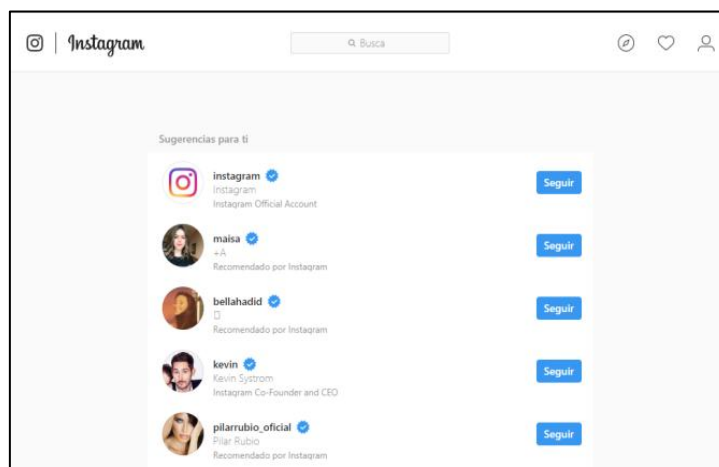 Instagram
Busca
Sugerencias para ti
instagram
Instagram
Instagram Official Account
Seguir
maisa
+A
Recomendado por Instagram
Seguir
bellahadid
Recomendado por Instagram
Seguir
kevin
Kevin Systrom
Instagram Co-Founder and CEO
Seguir
pilarrubio_oficial
Pilar Rubio
Recomendado por Instagram
Seguir